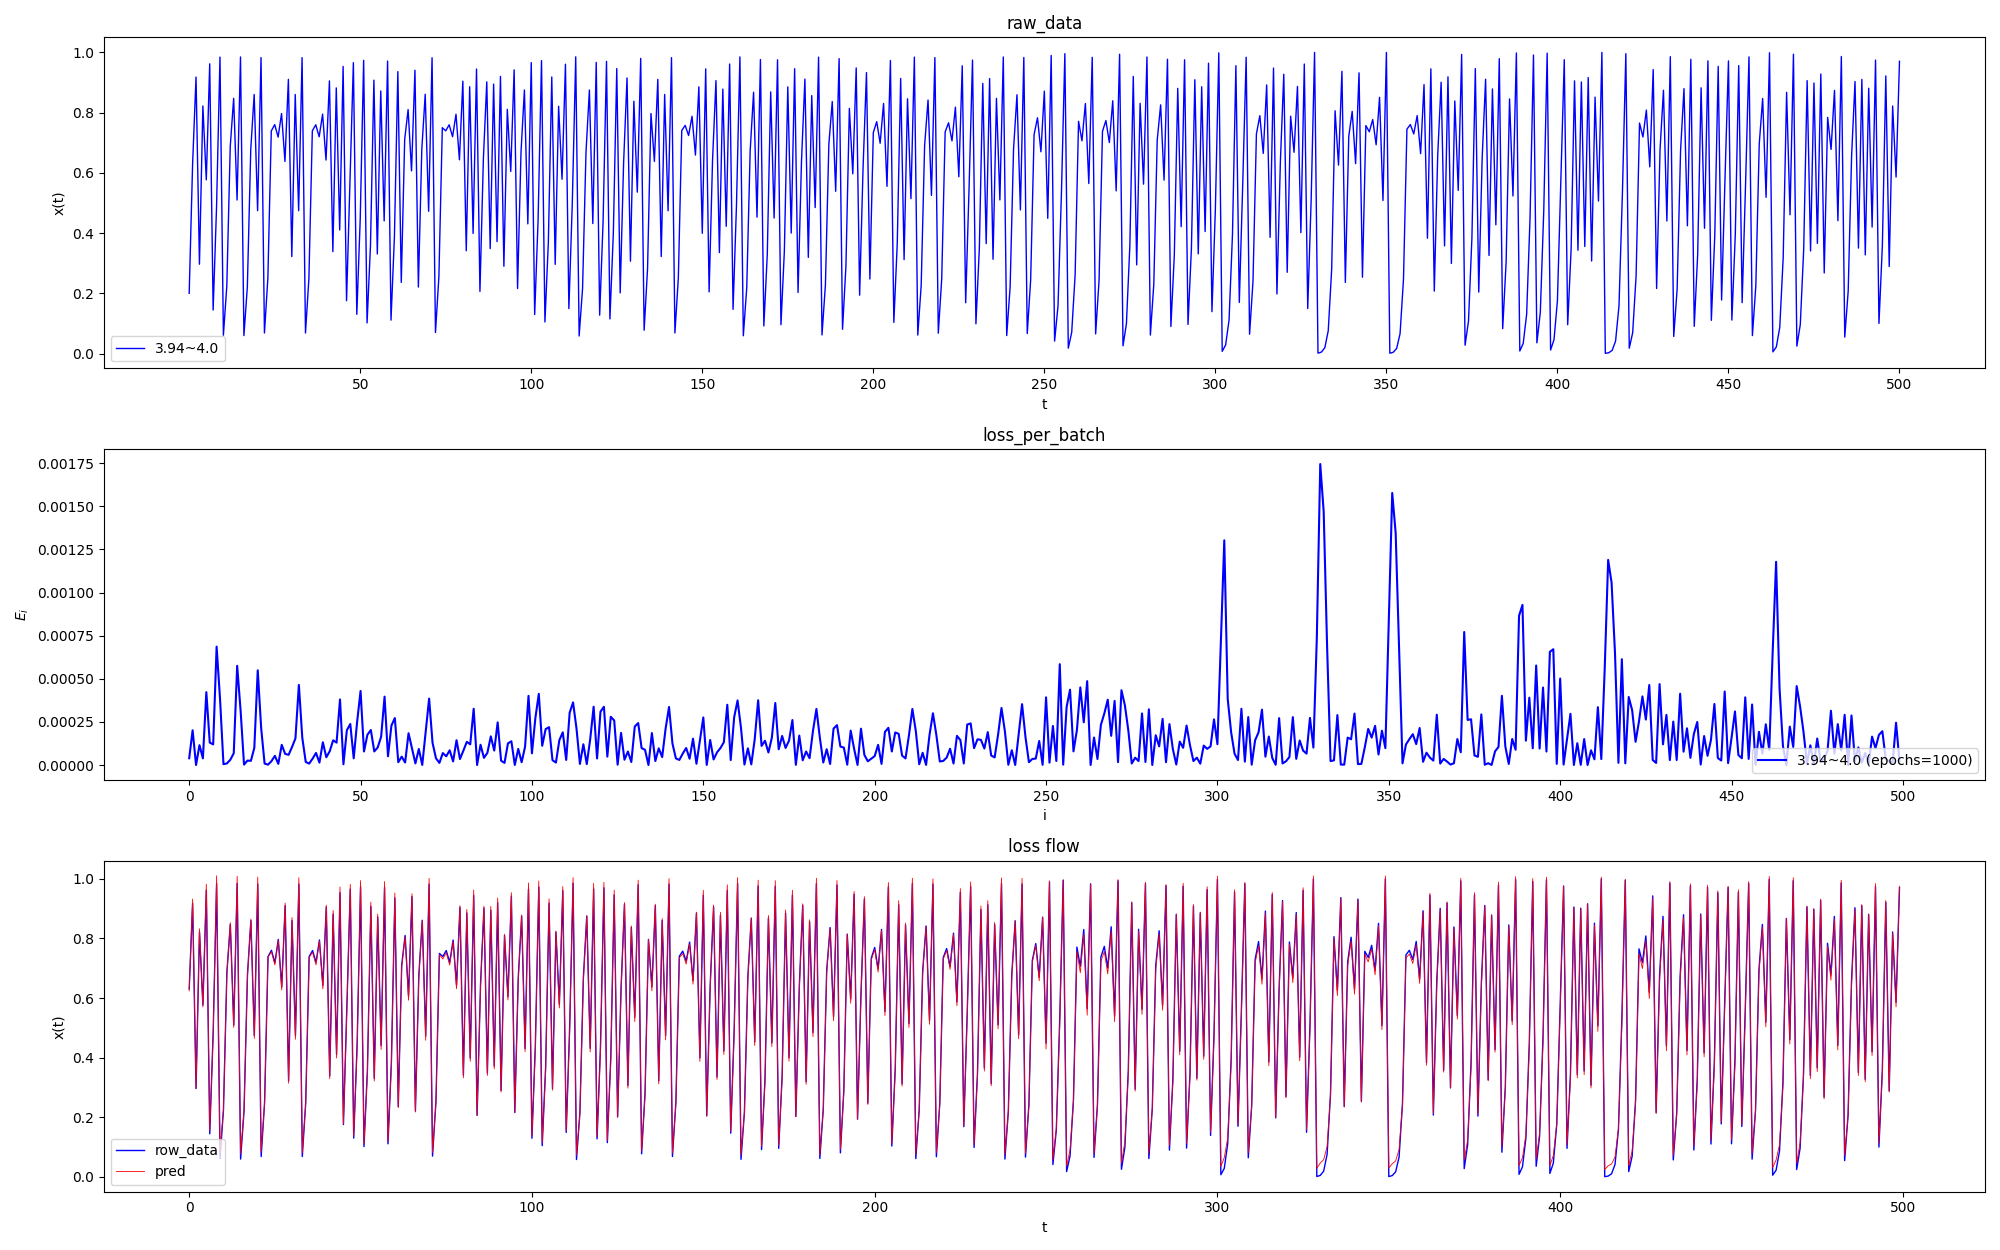 raw_data
1.0
0.8
0.6
0.4
0.2
0.0
x(t)
3.94~4.0
50 100 150 200 250 300 350 400 450 500
t
loss_per_batch
0.00175
0.00150
0.00125
0.00100
0.00075
0.00050
0.00025
0.00000
E_i
3.94~4.0 (epochs=1000)
0 50 100 150 200 250 300 350 400 450 500
i
loss flow
1.0
0.8
0.6
0.4
0.2
0.0
x(t)
row_data
pred
0 100 200 300 400 500
t